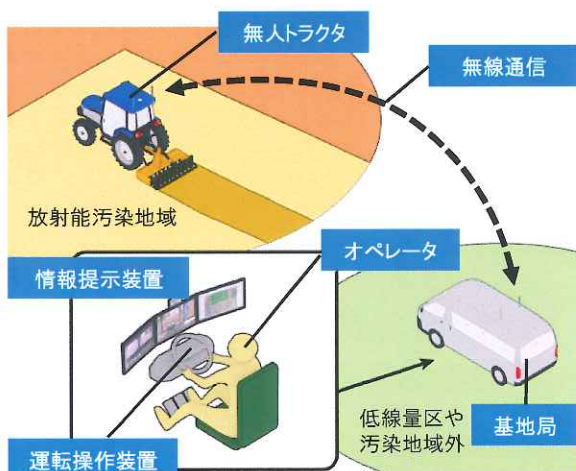 無人トラクタ
無線通信
放射能汚染地域
オペレータ
情報提示装置
低線量区や
汚染地域外
基地局
運転操作装置